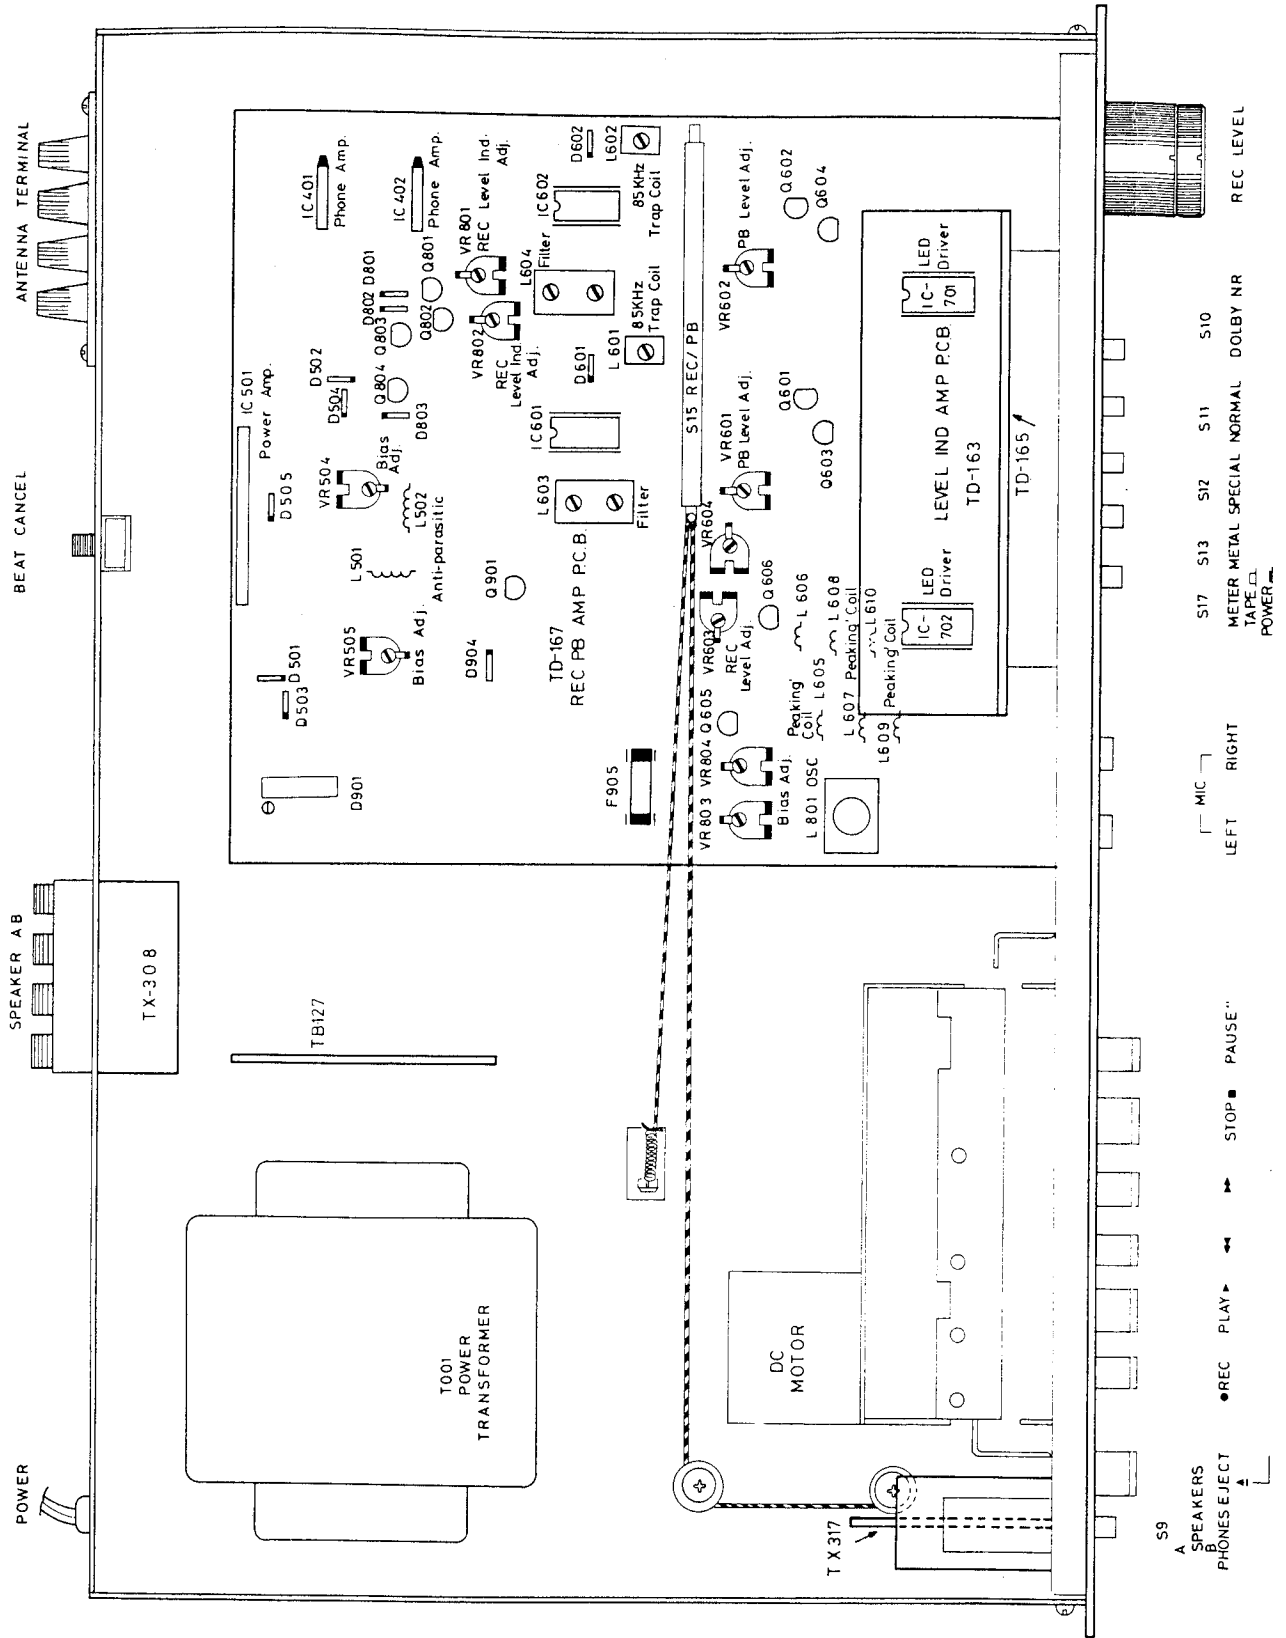 POWER
SPEAKER AB
BEAT CANCEL
ANTENNA TERMINAL
TX-308
TB127
T001
POWER
TRANSFORMER
DC
MOTOR
TX317
D901
D503
D501
D505
IC501
Power Amp.
D502
D504
VR505
Bias Adj.
L501
VR504
Bias
Adj.
L502
Anti-parasitic
Q804
Q803
D802
D801
D803
IC401
Phone Amp.
IC402
Phone Amp.
Q802
Q801
VR801
REC Level Ind.
Adj.
VR802
REC
Level Ind.
Adj.
D904
Q901
TD-167
REC PB AMP P.C.B.
L603
Filter
IC601
D601
L604
Filter
IC602
D602
L601
85KHz
Trap Coil
L602
85KHz
Trap Coil
F905
S15 REC/PB
VR803
VR804
Bias Adj.
Q605
VR603
REC
Level Adj.
VR604
VR601
PB Level Adj.
VR602
PB Level Adj.
Q606
Q601
Q603
Q602
Q604
L801 OSC
Peaking
Coil
L605
L606
L607
Peaking Coil
L608
L609
Peaking Coil
L610
IC-
702
LED
Driver
LEVEL IND AMP P.C.B.
TD-163
IC-
701
LED
Driver
TD-165
S9
A
SPEAKERS
B
PHONES
EJECT
▲
●REC
PLAY▶
◀◀
▶▶
STOP■
PAUSE"
MIC
LEFT
RIGHT
S17
S13
S12
S11
S10
METER
METAL
SPECIAL
NORMAL
DOLBY NR
REC LEVEL
TAPE
POWER